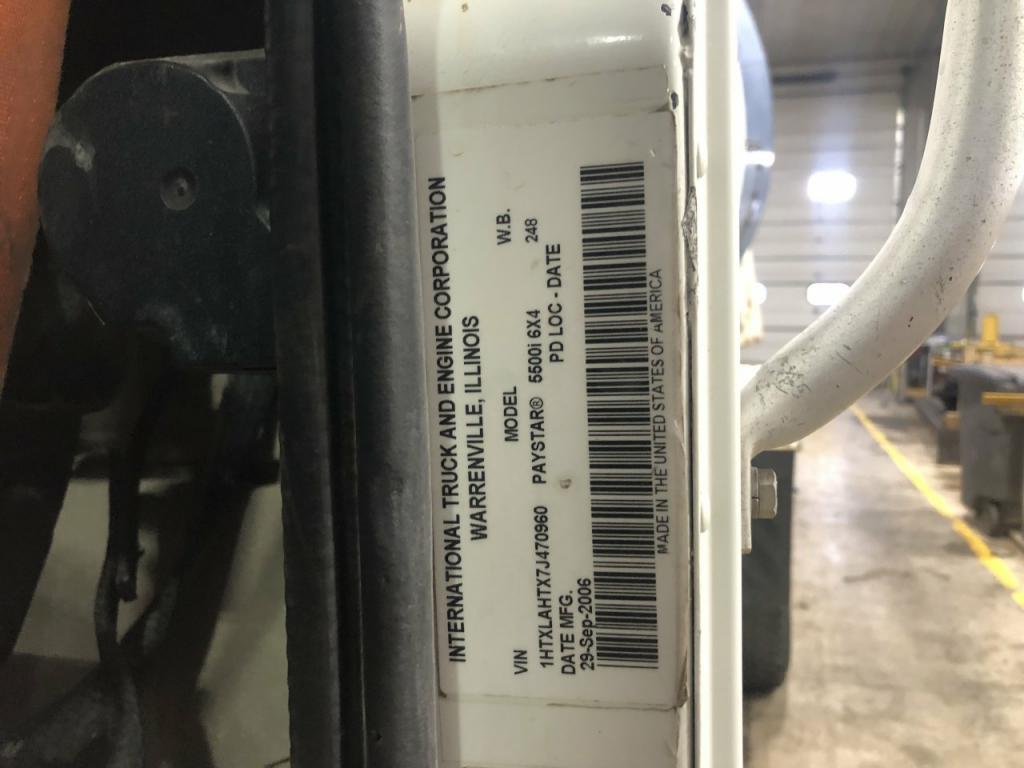 INTERNATIONAL TRUCK AND ENGINE CORPORATION
WARRENVILLE, ILLINOIS
VIN MODEL W.B.
1HTXLAHTX7J470960 PAYSTAR® 5500i 6X4 248
DATE MFG. PD LOC - DATE
29-Sep-2006
MADE IN THE UNITED STATES OF AMERICA